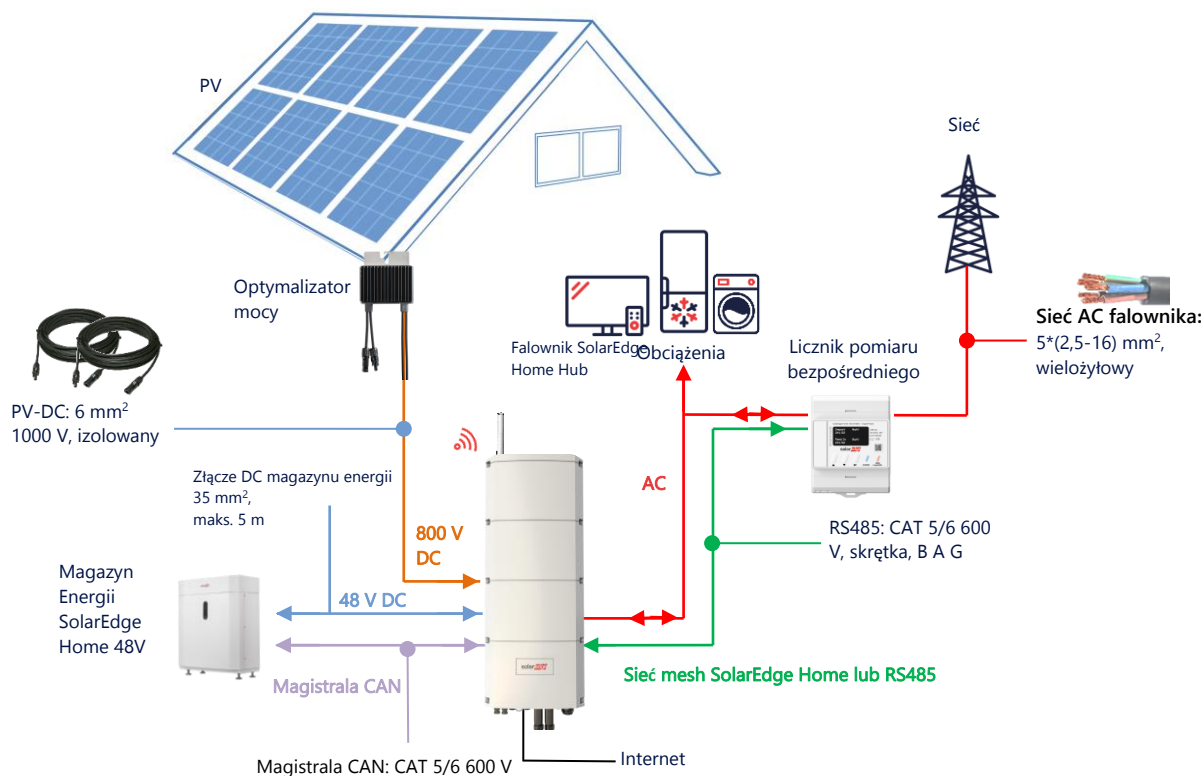 PV
Sieć
Optymalizator
mocy
Sieć AC falownika:
5*(2,5-16) mm²,
wielożyłowy
Falownik SolarEdge
Home Hub
Obciążenia
Licznik pomiaru
bezpośredniego
PV-DC: 6 mm²
1000 V, izolowany
Złącze DC magazynu energii
35 mm²,
maks. 5 m
AC
800 V
DC
RS485: CAT 5/6 600
V, skrętka, B A G
Magazyn
Energii
SolarEdge
Home 48V
48 V DC
Magistrala CAN
Sieć mesh SolarEdge Home lub RS485
solaredge
Internet
Magistrala CAN: CAT 5/6 600 V